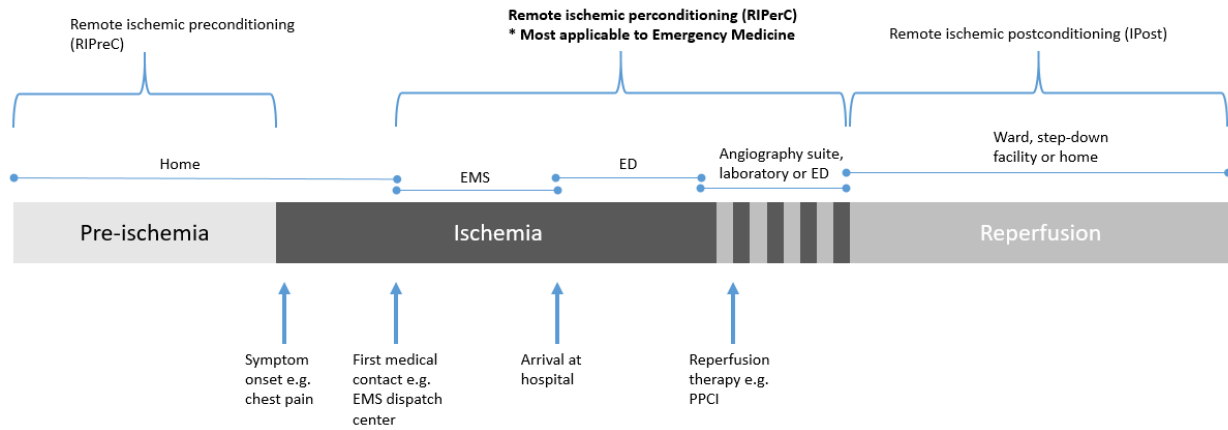 Remote ischemic preconditioning
(RIPreC)
Remote ischemic perconditioning (RIPerC)
* Most applicable to Emergency Medicine
Remote ischemic postconditioning (IPost)
Home
EMS
ED
Angiography suite,
laboratory or ED
Ward, step-down
facility or home
Pre-ischemia
Ischemia
Reperfusion
Symptom
onset e.g.
chest pain
First medical
contact e.g.
EMS dispatch
center
Arrival at
hospital
Reperfusion
therapy e.g.
PPCI